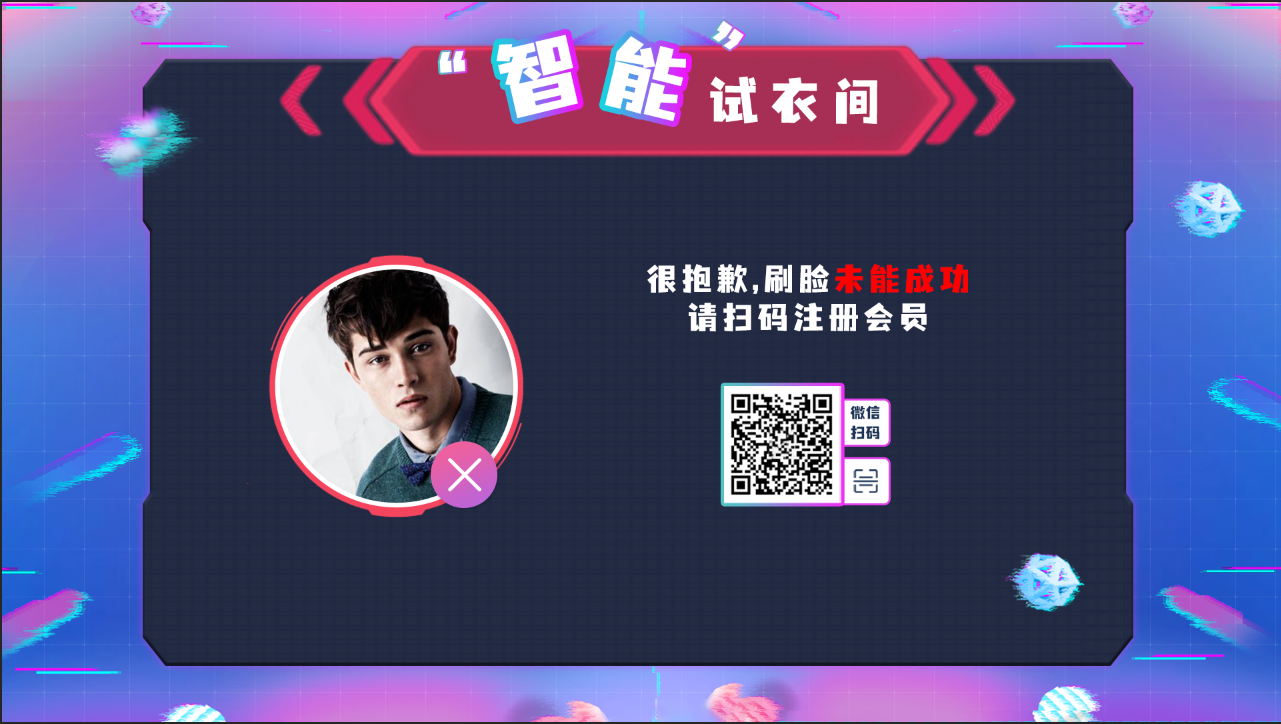 “智能”试衣间
很抱歉,刷脸未能成功
请扫码注册会员
微信
扫码